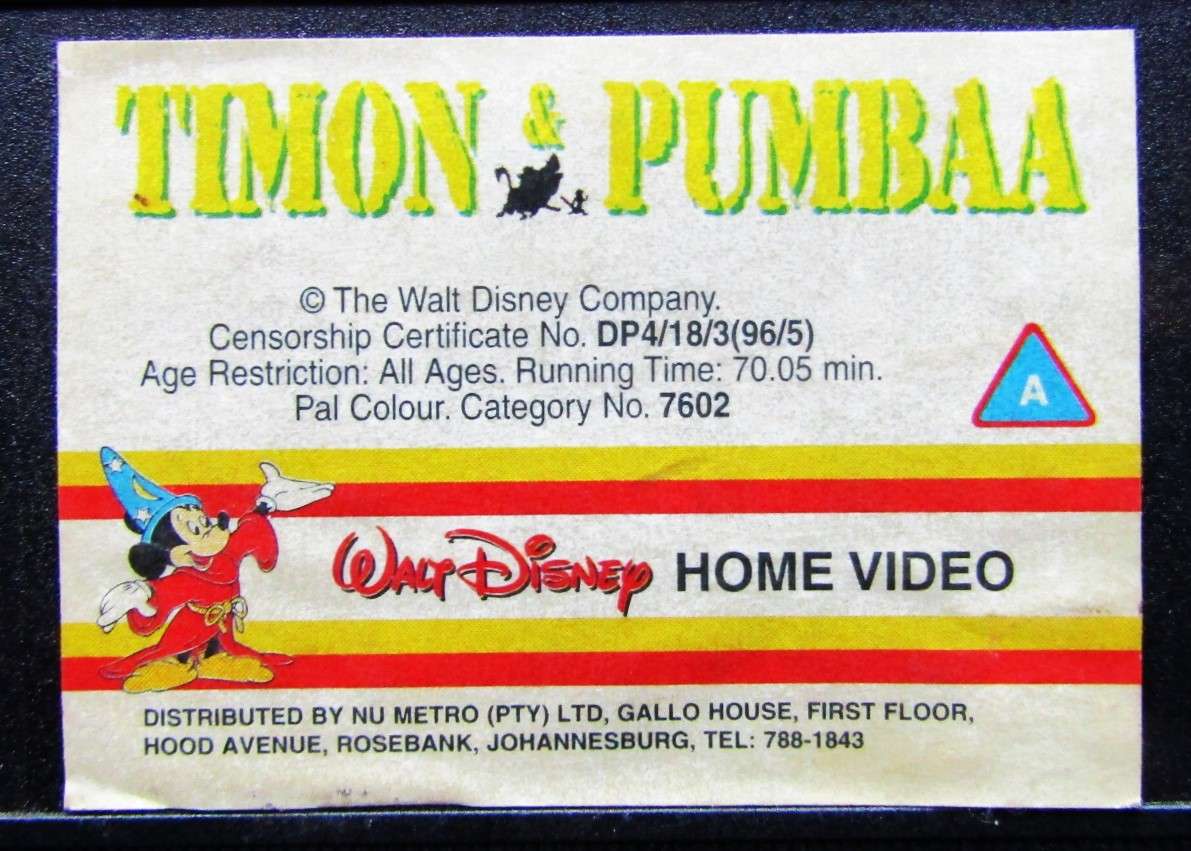 TIMON & PUMBAA
© The Walt Disney Company.
Censorship Certificate No. DP4/18/3(96/5)
Age Restriction: All Ages. Running Time: 70.05 min.
Pal Colour. Category No. 7602
A
WALT DISNEY HOME VIDEO
DISTRIBUTED BY NU METRO (PTY) LTD, GALLO HOUSE, FIRST FLOOR,
HOOD AVENUE, ROSEBANK, JOHANNESBURG, TEL: 788-1843